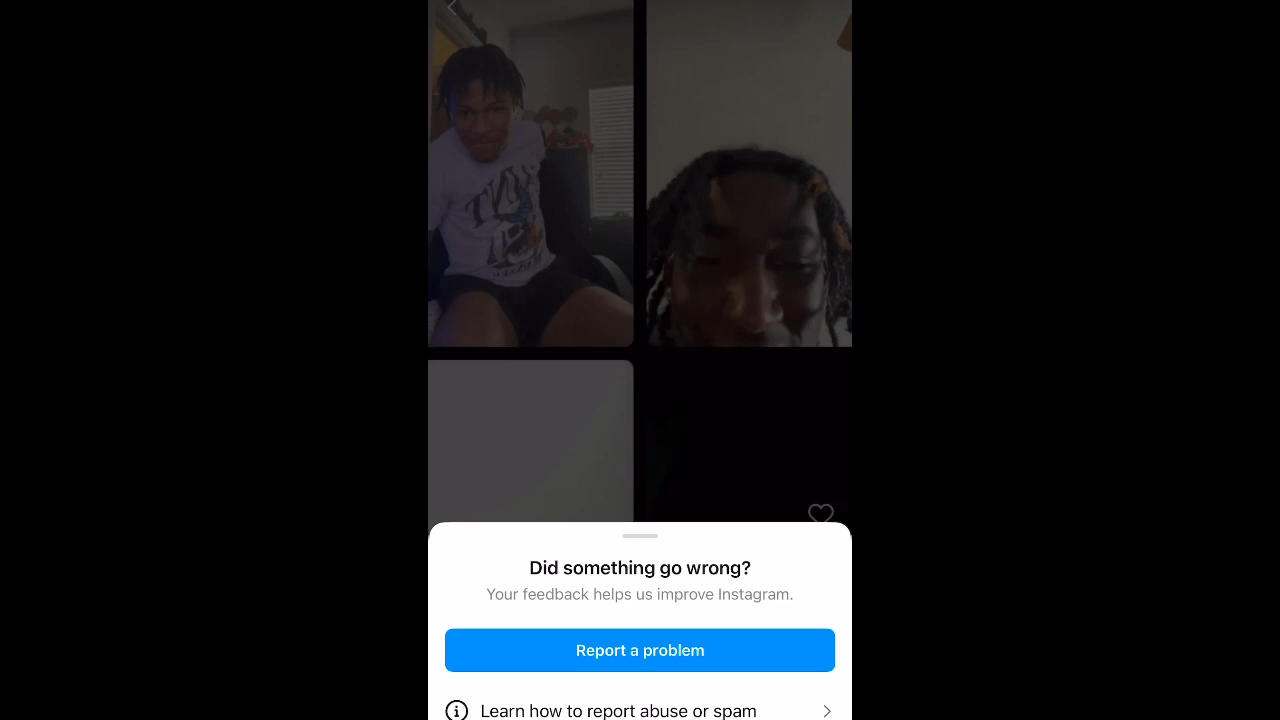 Did something go wrong?
Your feedback helps us improve Instagram.
Report a problem
Learn how to report abuse or spam